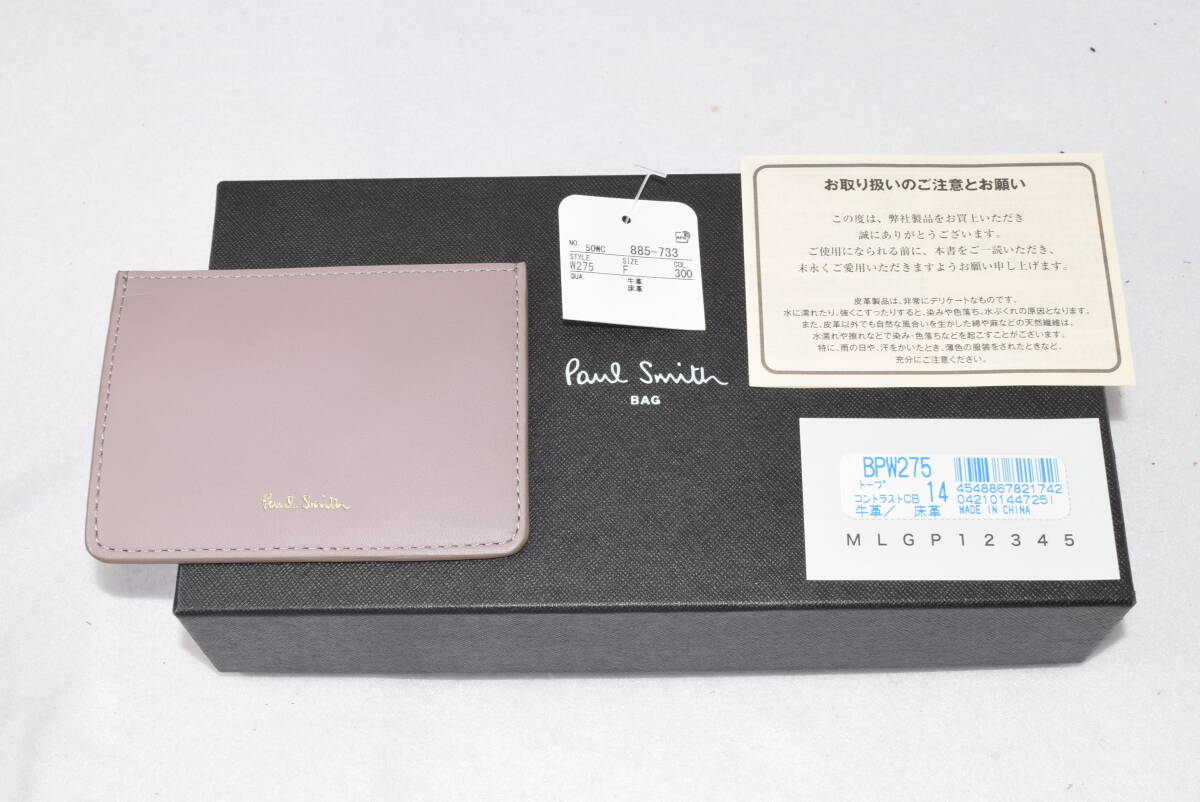 Paul Smith
NO. 50WC 885-733
STYLE SIZE COL.
W275 F 300
QUA. 牛革
床革
Paul Smith
BAG
お取り扱いのご注意とお願い
この度は、弊社製品をお買上いただき
誠にありがとうございます。
ご使用になられる前に、本書をご一読いただき、
末永くご愛用いただきますようお願い申し上げます。
皮革製品は、非常にデリケートなものです。
水に濡れたり、強くこすったりすると、染みや色落ち、水ぶくれの原因となります。
また、皮革以外でも自然な風合いを生かした綿や麻などの天然繊維は、
水濡れや擦れなどで染み・色落ちなどを起こすことがございます。
特に、雨の日や、汗をかいたとき、薄色の服装をされたときなど、
充分にご注意ください。
BPW275
トープ 14 4548867821742
コントラストCB 042101447251
牛革/ 床革 MADE IN CHINA
M L G P 1 2 3 4 5